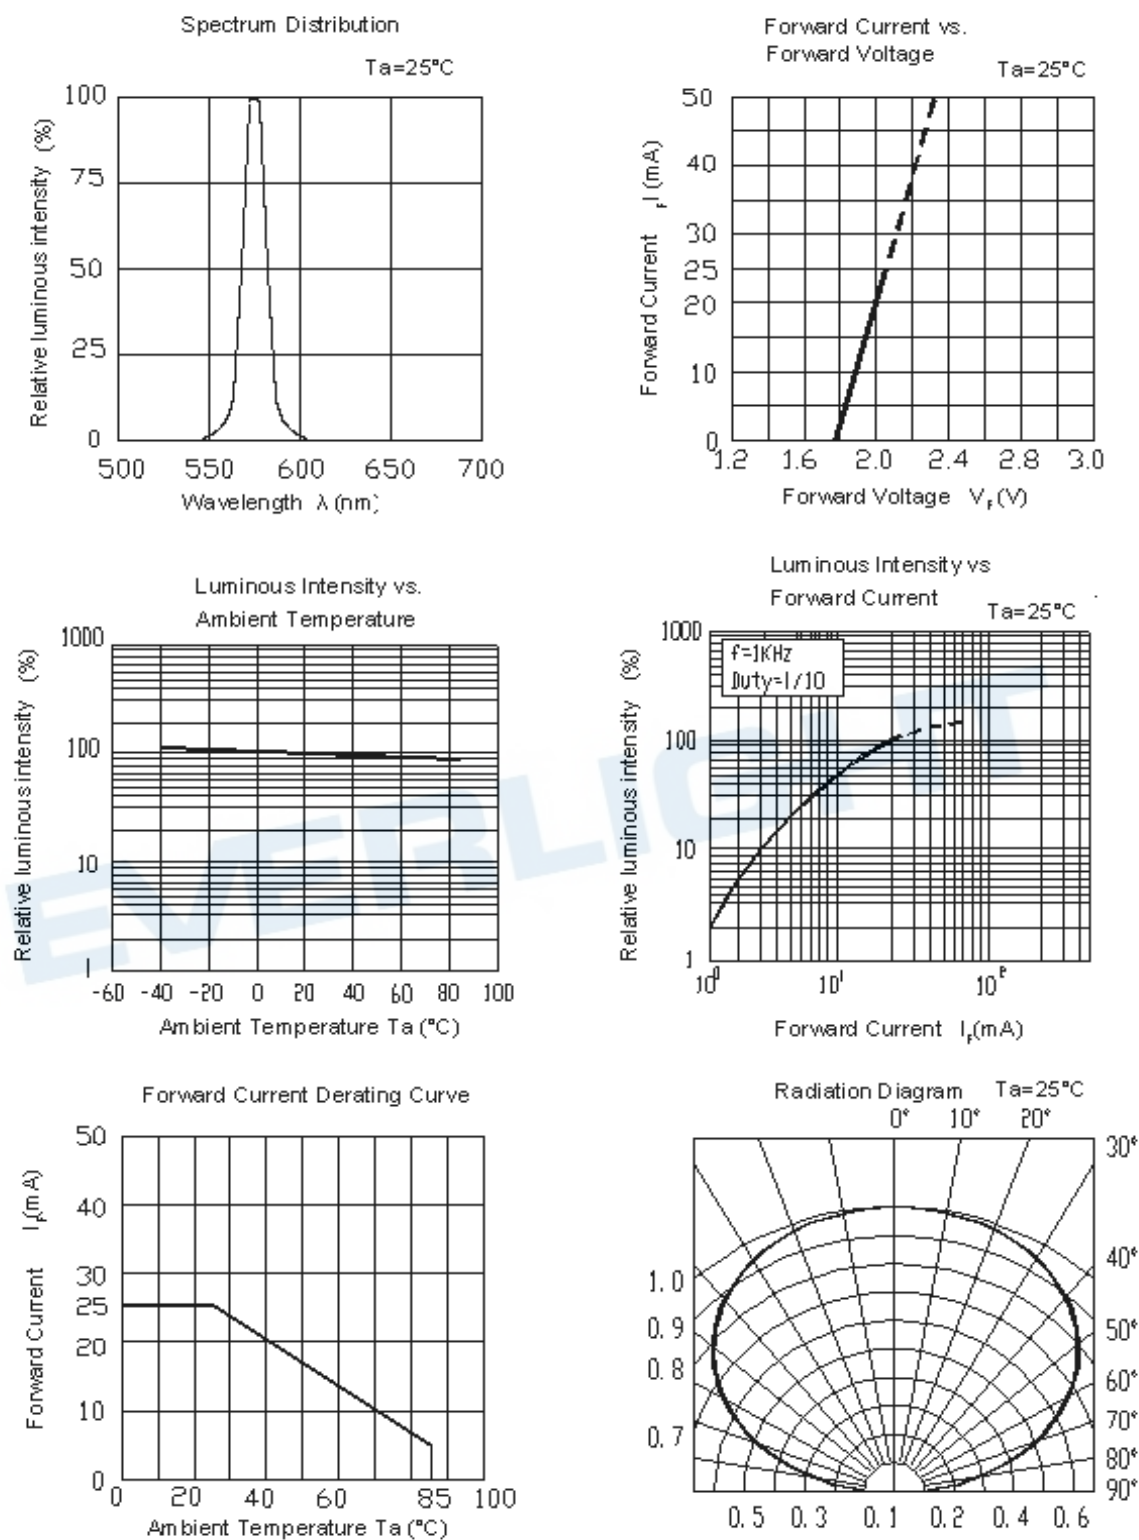 Spectrum Distribution
Ta=25°C
100
75
50
25
0
500 550 600 650 700
Relative luminous intensity (%)
Wavelength λ (nm)
Forward Current vs.
Forward Voltage
Ta=25°C
50
40
30
25
20
10
0
1.2 1.6 2.0 2.4 2.8 3.0
Forward Current FI (mA)
Forward Voltage VF (V)
Luminous Intensity vs.
Ambient Temperature
1000
100
10
1
-60 -40 -20 0 20 40 60 80 100
Relative luminous intensity (%)
Ambient Temperature Ta (°C)
Luminous Intensity vs
Forward Current
Ta=25°C
f=1KHz
Duty=1/10
1000
100
10
1
10⁰ 10¹ 10²
Relative luminous intensity (%)
Forward Current IF(mA)
EVERLIGHT
Forward Current Derating Curve
50
40
30
25
20
10
0
0 20 40 60 85 100
Forward Current IF(mA)
Ambient Temperature Ta (°C)
Radiation Diagram Ta=25°C
0° 10° 20°
30°
40°
50°
60°
70°
80°
90°
1.0
0.9
0.8
0.7
0.5 0.3 0.1 0.2 0.4 0.6